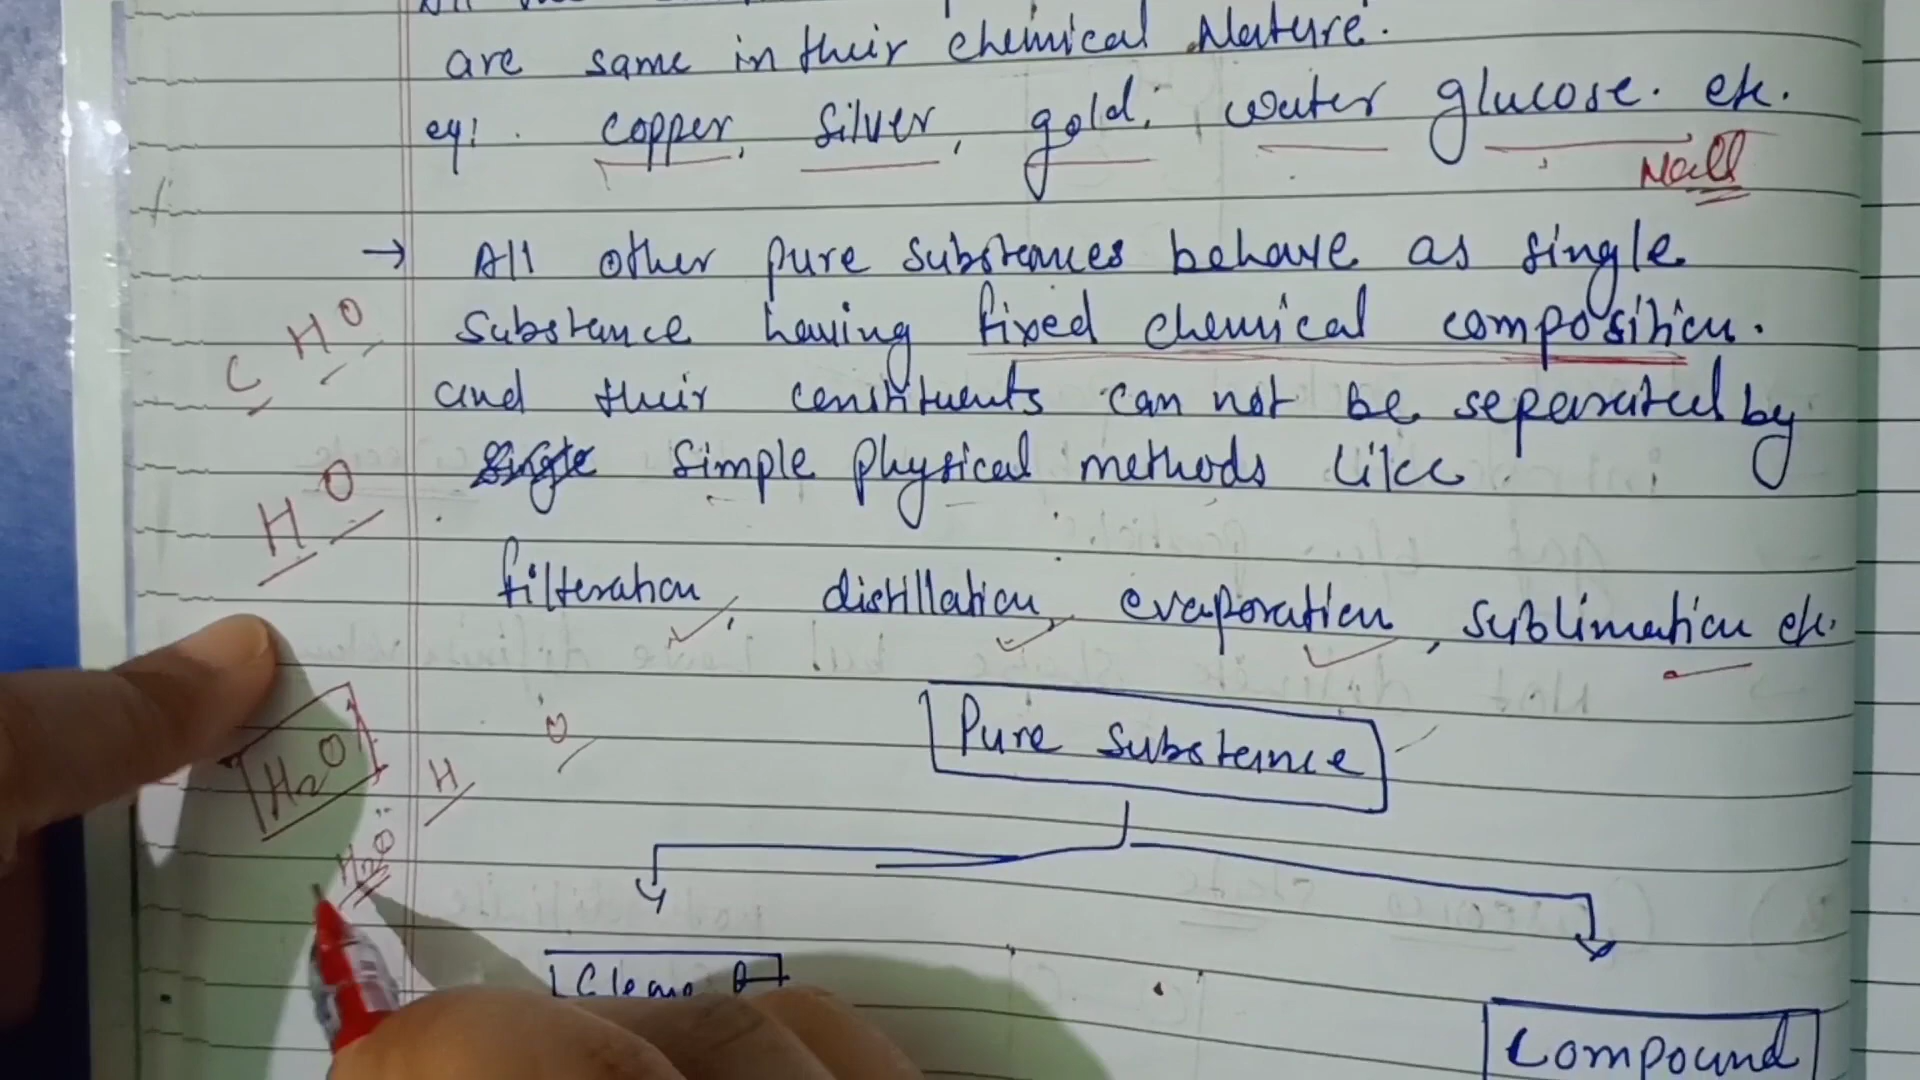 are same in their chemical Nature.
eg: copper, Silver, gold, water glucose. etc.
Nacl
→ All other pure substances behave as single
substance having fixed chemical composition.
C H O
and their constituents can not be separated by
simple physical methods like
H O
filteration, distillation, evaporation, sublimation etc.
Pure substance
H2O
H O
H2O
Element
Compound